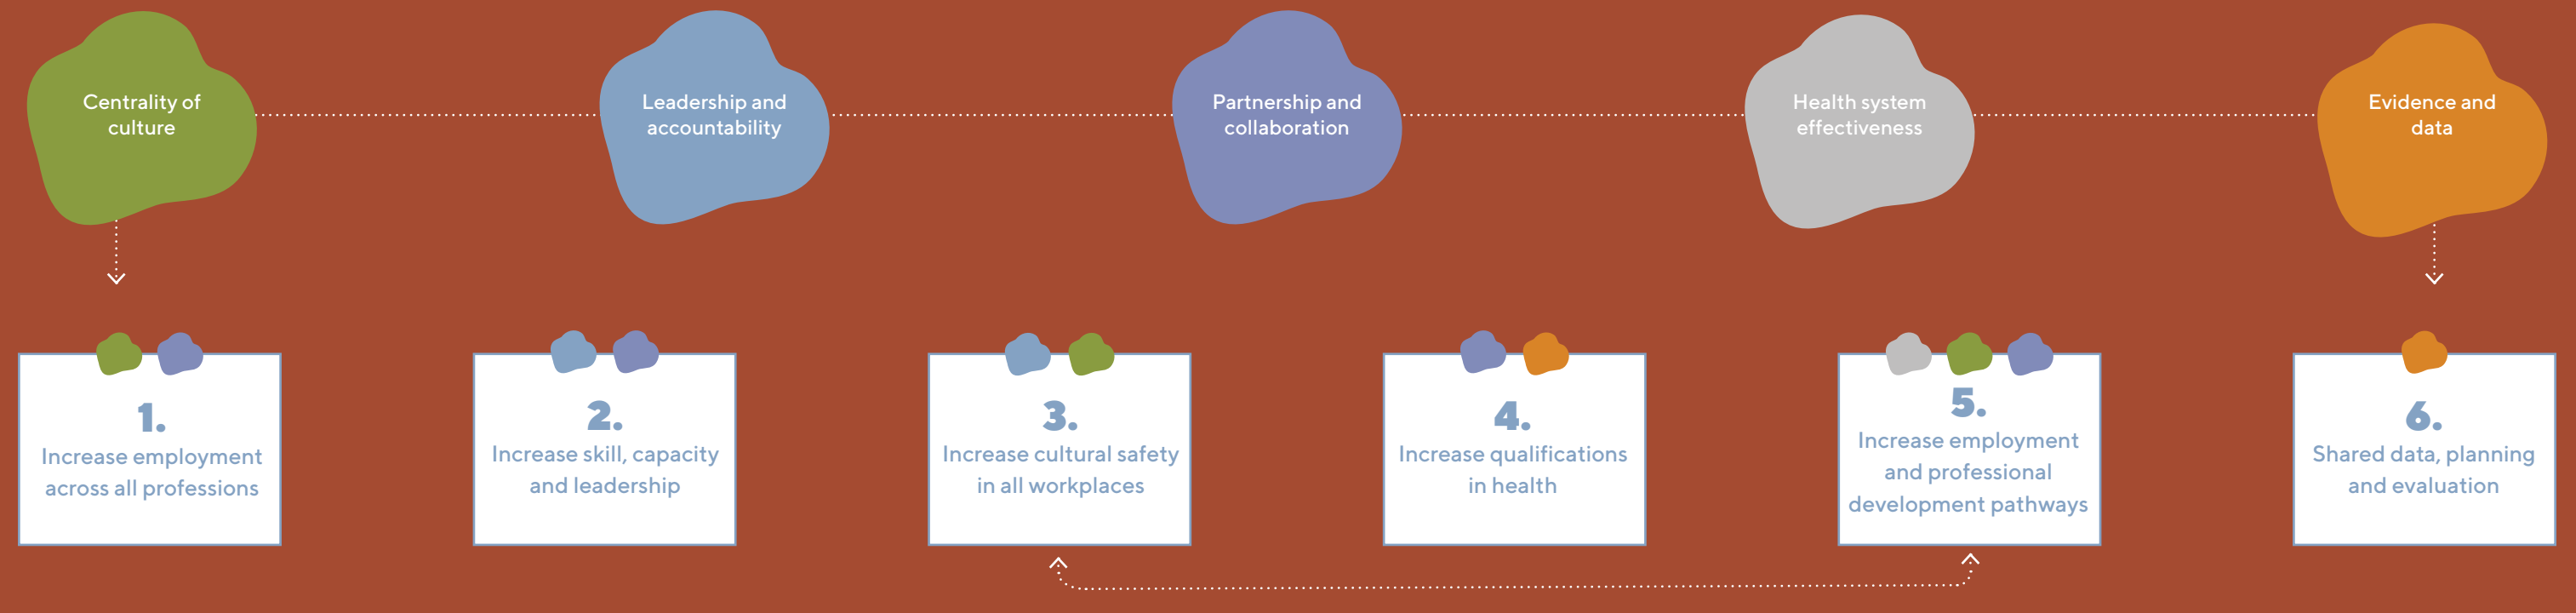 Centrality of
culture
Leadership and
accountability
Partnership and
collaboration
Health system
effectiveness
Evidence and
data
1.
Increase employment
across all professions
2.
Increase skill, capacity
and leadership
3.
Increase cultural safety
in all workplaces
4.
Increase qualifications
in health
5.
Increase employment
and professional
development pathways
6.
Shared data, planning
and evaluation